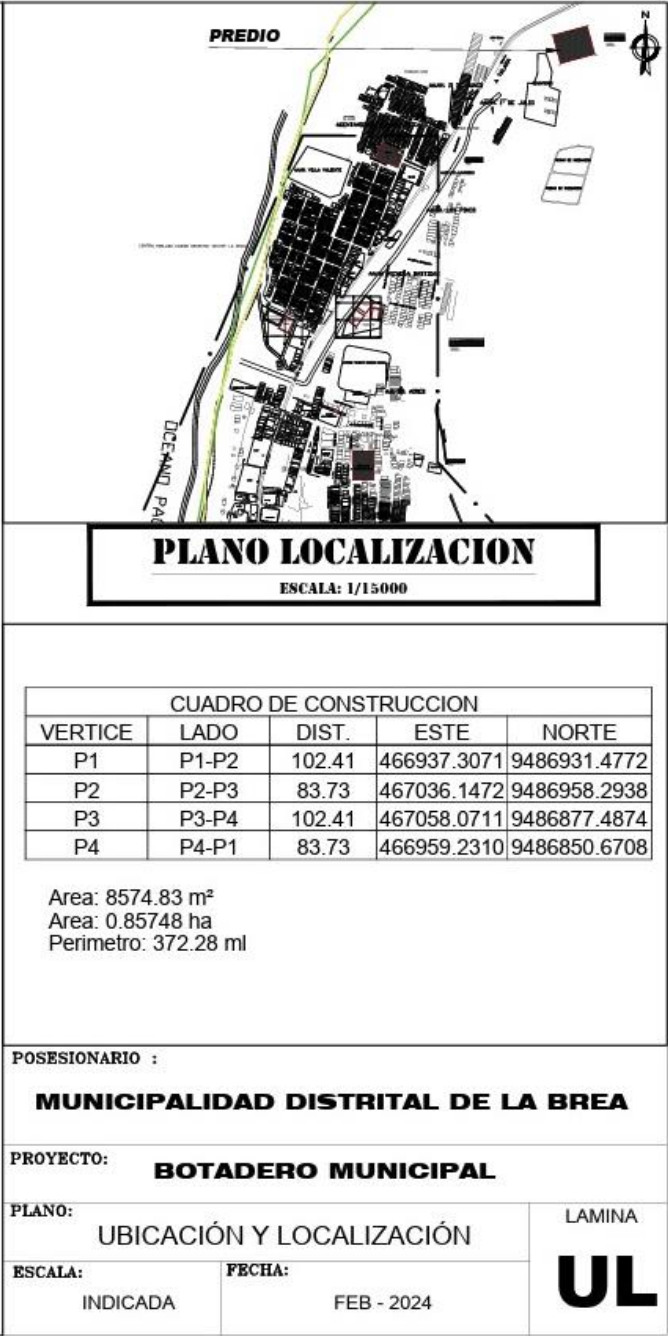 PREDIO
N
OCEANO PAC
PLANO LOCALIZACION
ESCALA: 1/15000
CUADRO DE CONSTRUCCION
VERTICE LADO DIST. ESTE NORTE
P1 P1-P2 102.41 466937.3071 9486931.4772
P2 P2-P3 83.73 467036.1472 9486958.2938
P3 P3-P4 102.41 467058.0711 9486877.4874
P4 P4-P1 83.73 466959.2310 9486850.6708
Area: 8574.83 m²
Area: 0.85748 ha
Perimetro: 372.28 ml
POSESIONARIO :
MUNICIPALIDAD DISTRITAL DE LA BREA
PROYECTO:
BOTADERO MUNICIPAL
PLANO:
UBICACIÓN Y LOCALIZACIÓN
LAMINA
UL
ESCALA:
INDICADA
FECHA:
FEB - 2024